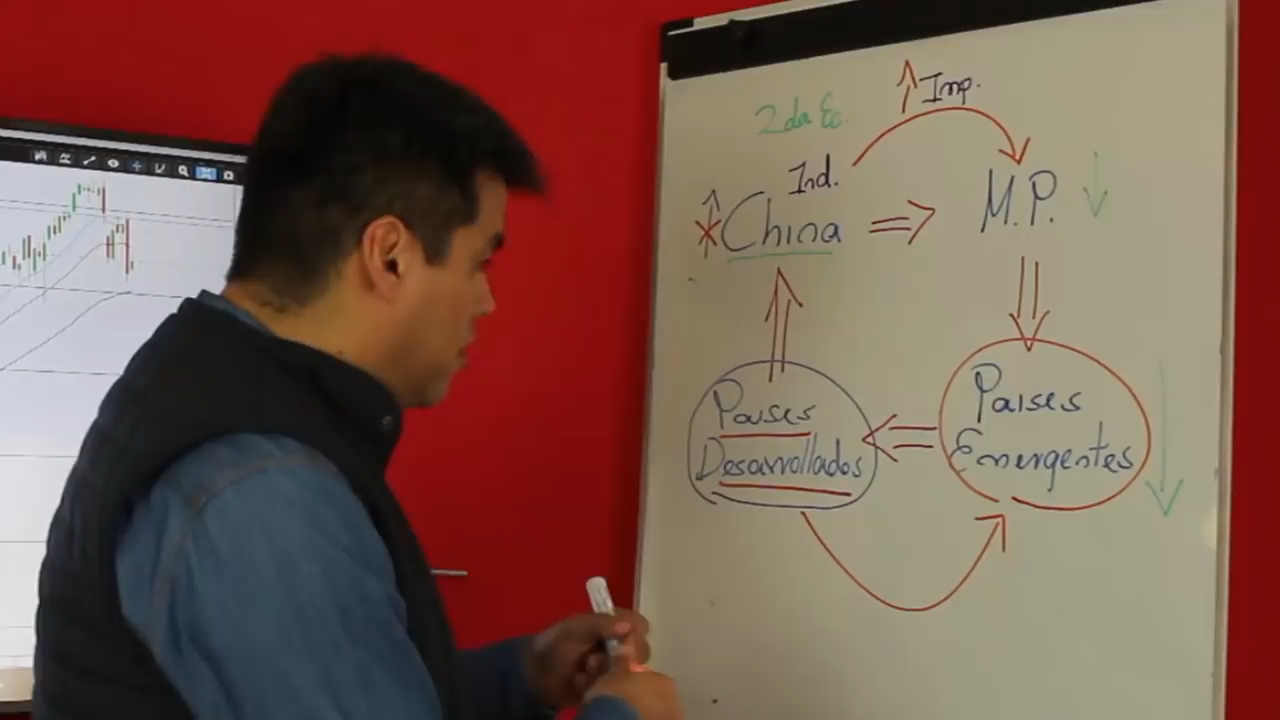 Imp.
2da Ec.
Ind.
China
M.P.
Paises
Desarrollados
Paises
Emergentes